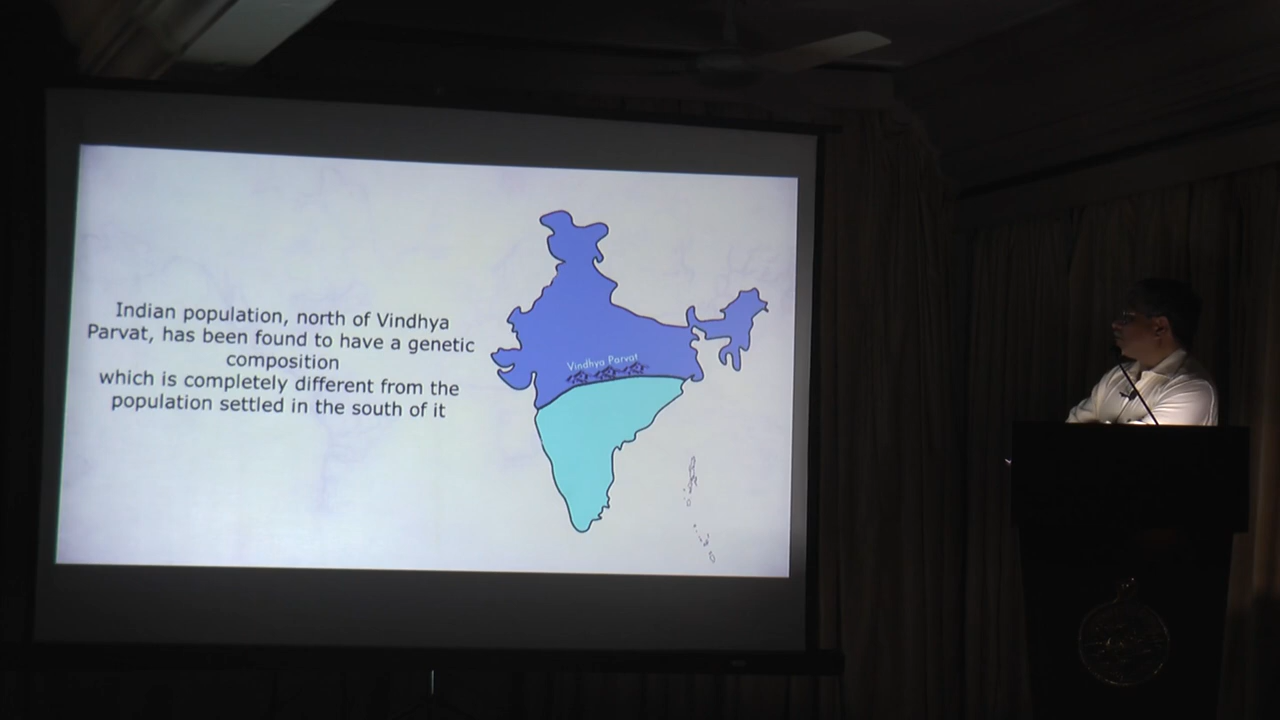 Indian population, north of Vindhya
Parvat, has been found to have a genetic
composition
which is completely different from the
population settled in the south of it
Vindhya Parvat